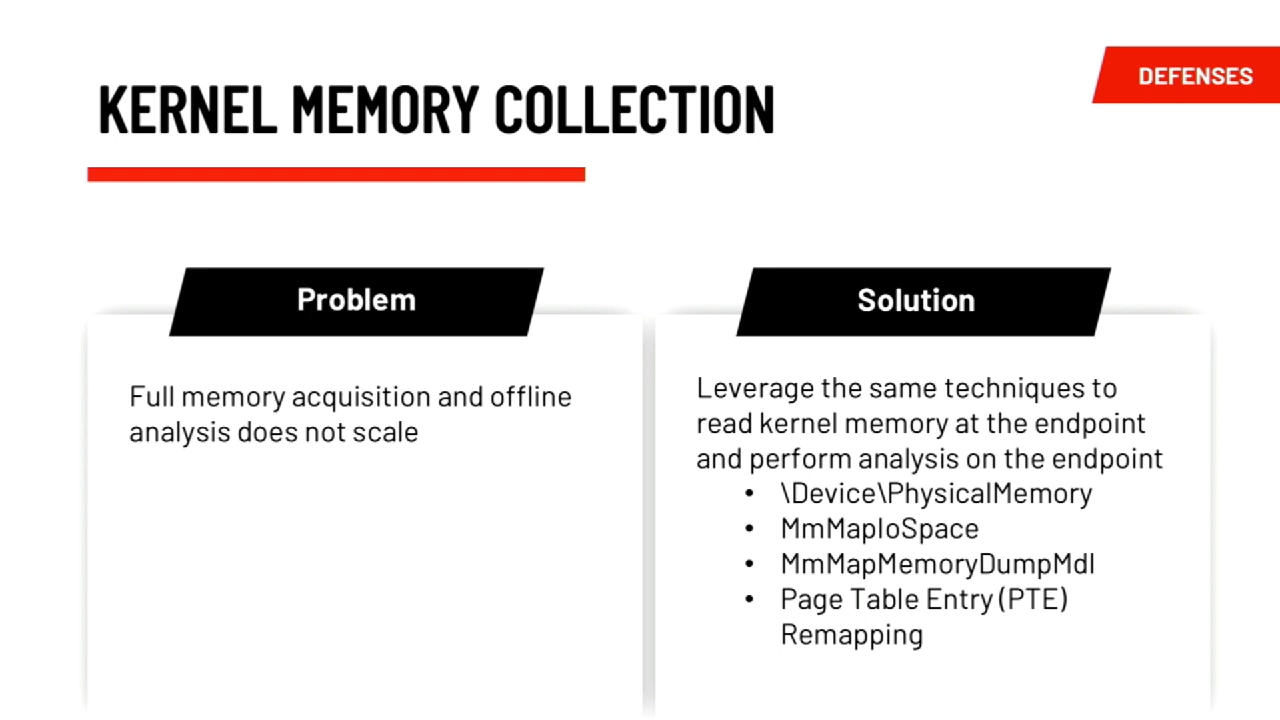 DEFENSES
KERNEL MEMORY COLLECTION
Problem
Full memory acquisition and offline
analysis does not scale
Solution
Leverage the same techniques to
read kernel memory at the endpoint
and perform analysis on the endpoint
• \Device\PhysicalMemory
• MmMapIoSpace
• MmMapMemoryDumpMdl
• Page Table Entry (PTE)
Remapping